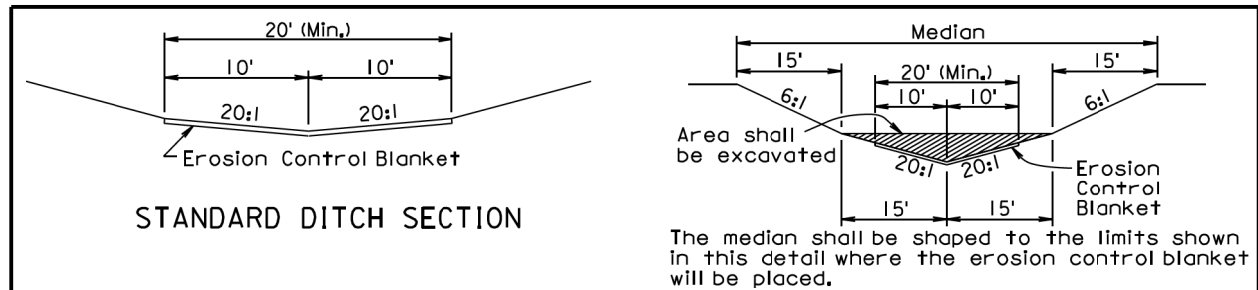 20' (Min.)
10' 10'
20:1 20:1
Erosion Control Blanket
STANDARD DITCH SECTION
Median
15' 15'
20' (Min.)
6:1 10' 10' 6:1
Area shall
be excavated
20:1 20:1
Erosion
Control
Blanket
15' 15'
The median shall be shaped to the limits shown
in this detail where the erosion control blanket
will be placed.